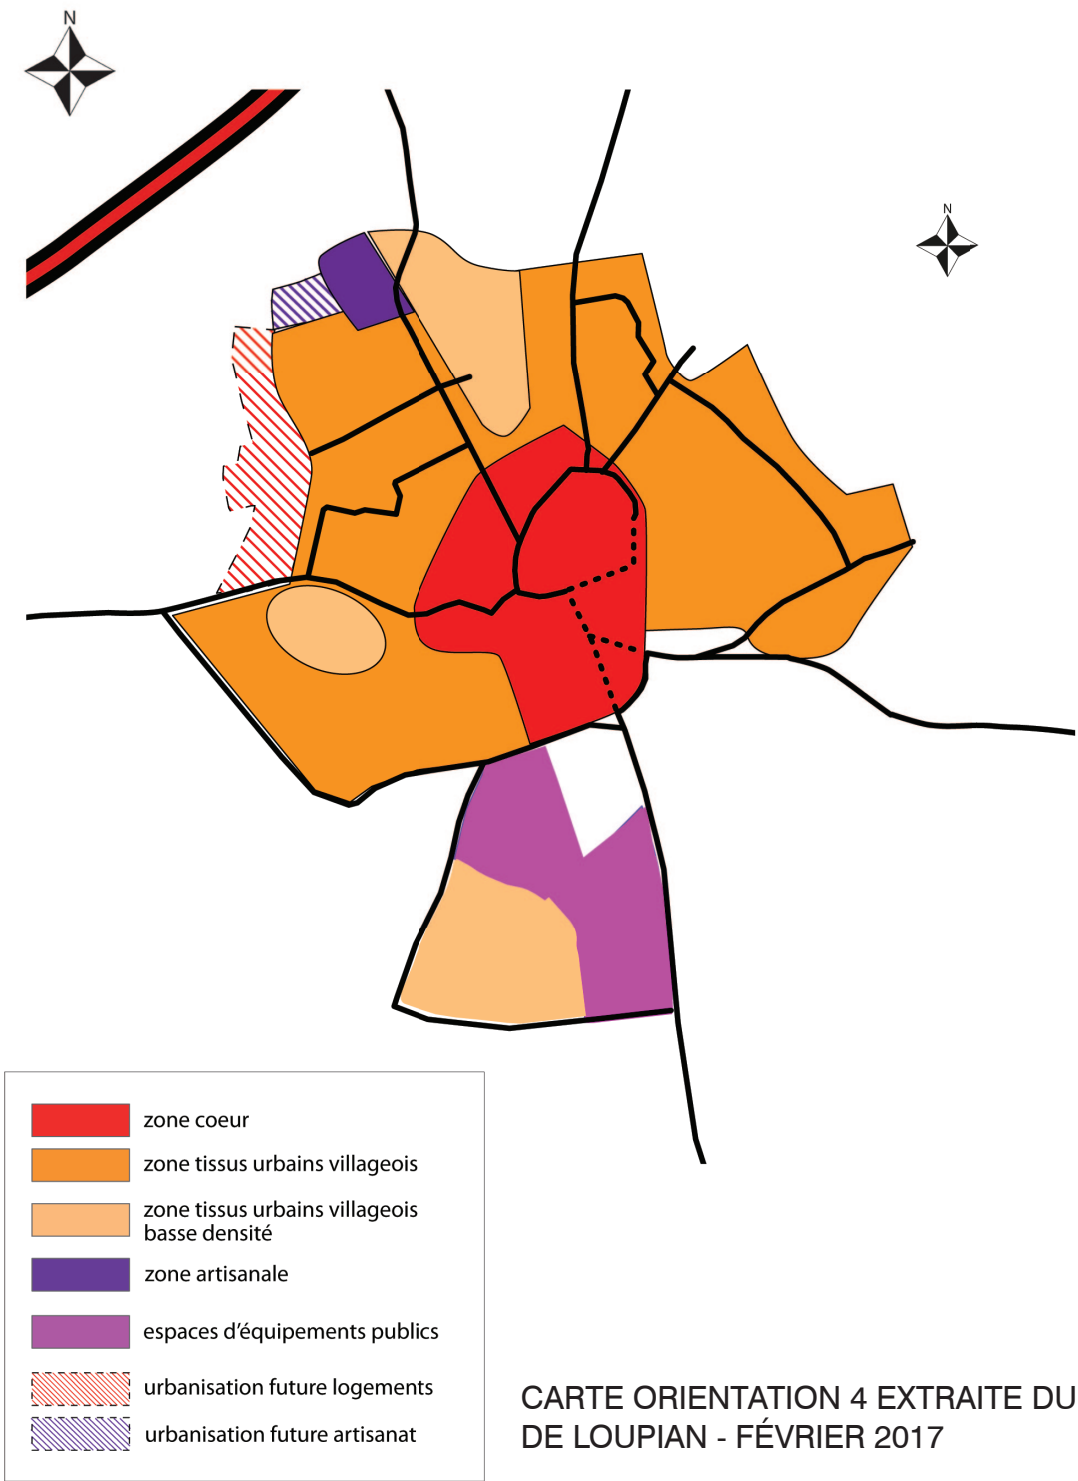 N
N
zone coeur
zone tissus urbains villageois
zone tissus urbains villageois
basse densité
zone artisanale
espaces d'équipements publics
urbanisation future logements
urbanisation future artisanat
CARTE ORIENTATION 4 EXTRAITE DU
DE LOUPIAN - FÉVRIER 2017